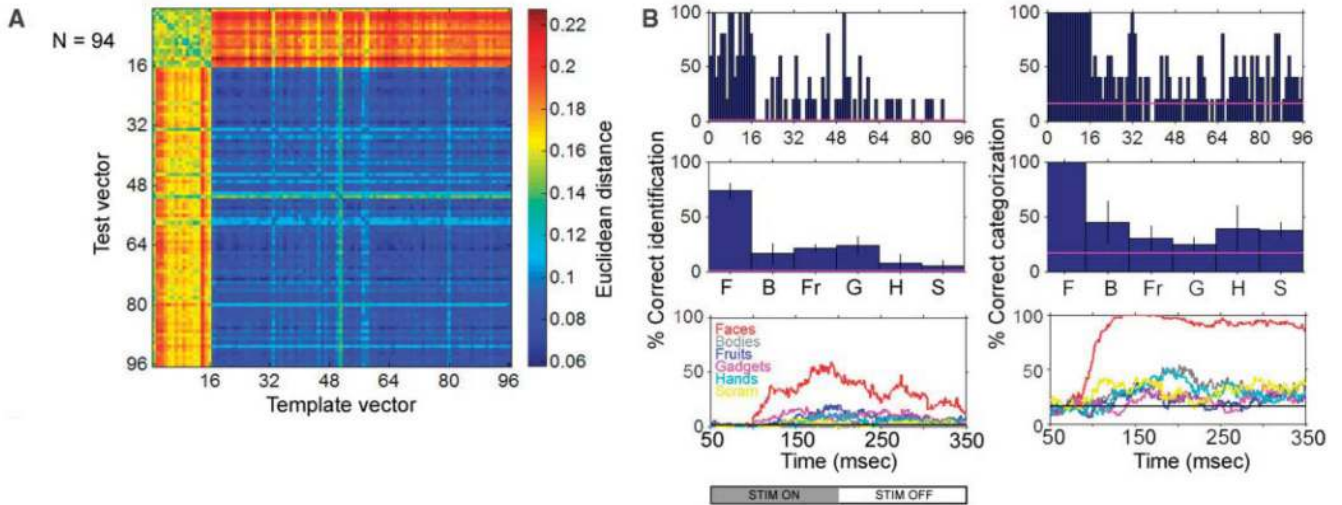 A
N = 94
16
32
48
64
80
96
Test vector
16 32 48 64 80 96
Template vector
0.22
0.2
0.18
0.16
0.14
0.12
0.1
0.08
0.06
Euclidean distance
B
% Correct identification
100
50
0
0 16 32 48 64 80 96
100
50
0
F B Fr G H S
100
50
0
Faces
Bodies
Fruits
Gadgets
Hands
Scram
50 150 250 350
Time (msec)
STIM ON STIM OFF
% Correct categorization
100
50
0
0 16 32 48 64 80 96
100
50
0
F B Fr G H S
100
50
0
50 150 250 350
Time (msec)